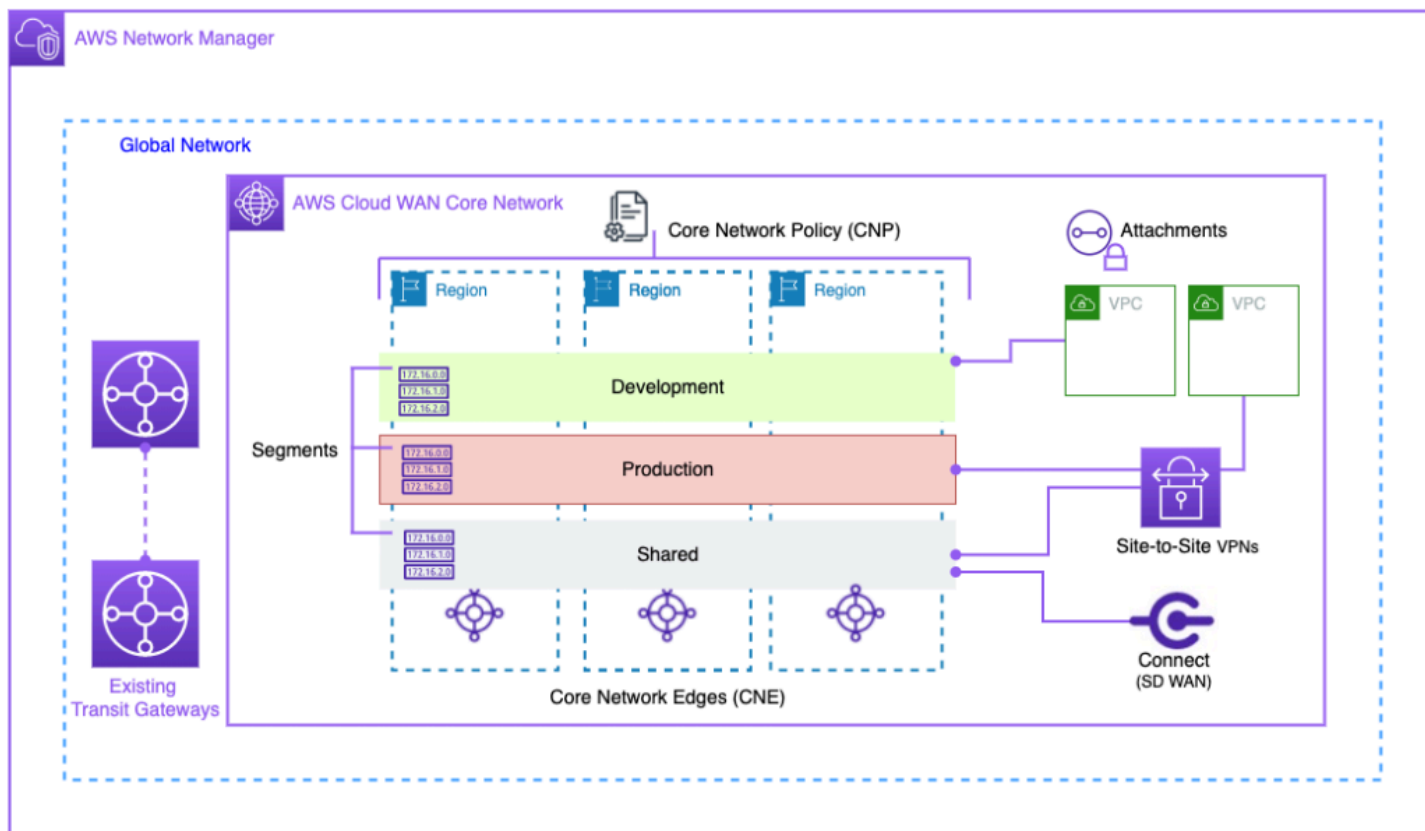 AWS Network Manager
Global Network
AWS Cloud WAN Core Network
Core Network Policy (CNP)
Attachments
Region
Region
Region
VPC
VPC
172.16.0.0
172.16.1.0
172.16.2.0
Development
Segments
172.16.0.0
172.16.1.0
172.16.2.0
Production
172.16.0.0
172.16.1.0
172.16.2.0
Shared
Site-to-Site VPNs
Connect
(SD WAN)
Existing
Transit Gateways
Core Network Edges (CNE)